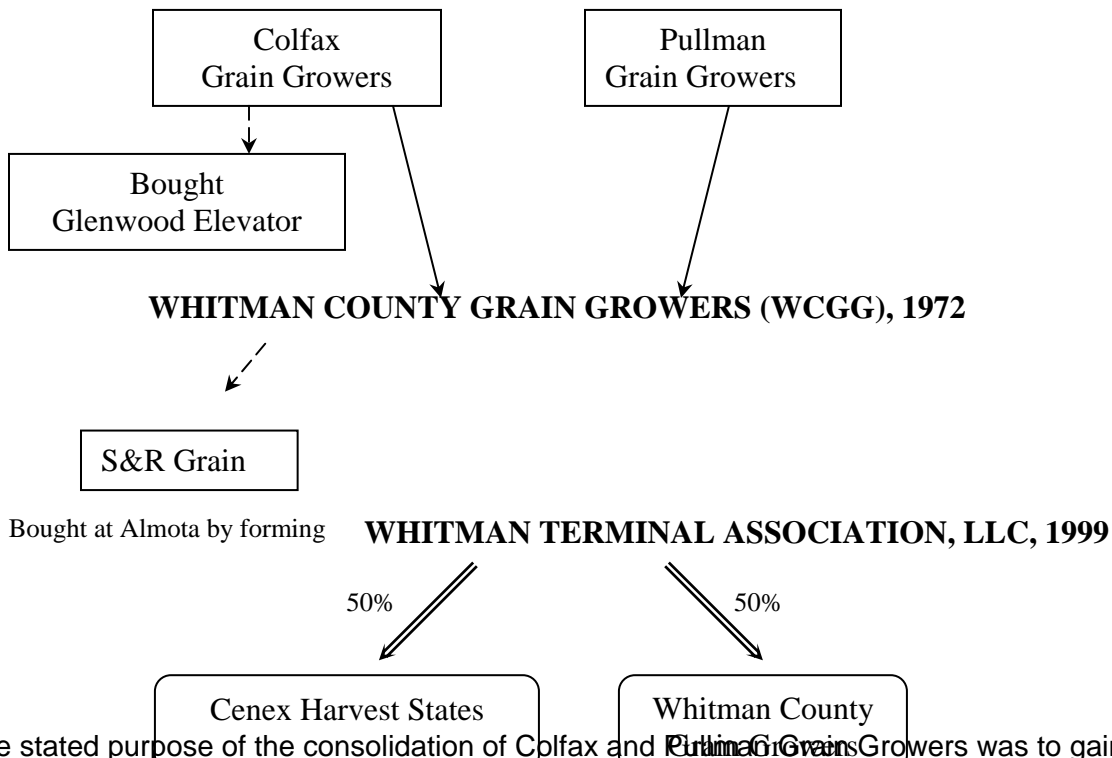 Colfax
Grain Growers
Pullman
Grain Growers
Bought
Glenwood Elevator
WHITMAN COUNTY GRAIN GROWERS (WCGG), 1972
S&R Grain
Bought at Almota by forming
WHITMAN TERMINAL ASSOCIATION, LLC, 1999
50%
50%
Cenex Harvest States
Whitman County
Grain Growers
e stated purpose of the consolidation of Colfax and Pullman Grain Growers was to gain